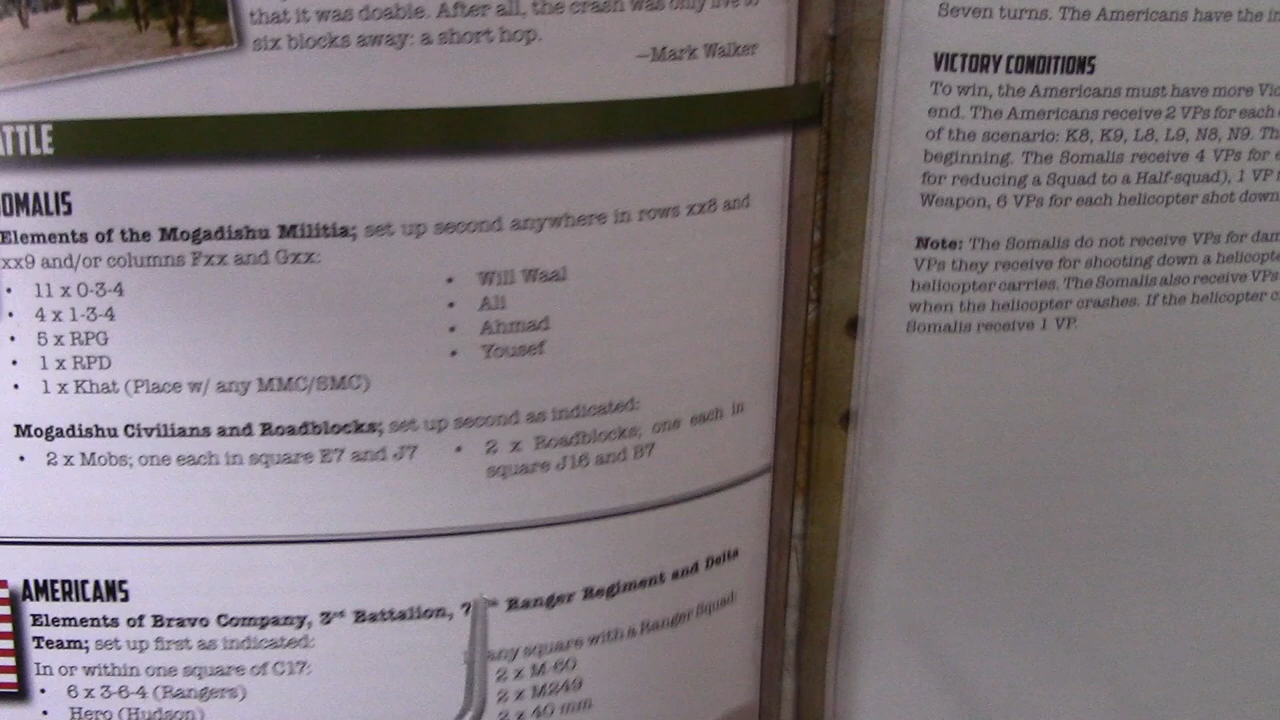 that it was doable. After all, the crash was only five to
six blocks away: a short hop.
—Mark Walker
ATTLE
OMALIS
Elements of the Mogadishu Militia; set up second anywhere in rows xx8 and
xx9 and/or columns Fxx and Gxx:
• 11 x 0-3-4
• 4 x 1-3-4
• 5 x RPG
• 1 x RPD
• 1 x Khat (Place w/ any MMC/SMC)
• Will Waal
• Ali
• Ahmad
• Yousef
Mogadishu Civilians and Roadblocks; set up second as indicated:
• 2 x Mobs; one each in square E7 and J7
• 2 x Roadblocks; one each in
square J16 and B7
AMERICANS
Elements of Bravo Company, 3rd Battalion, 7 Ranger Regiment and Delta
Team; set up first as indicated:
In or within one square of C17:
• 6 x 3-6-4 (Rangers)
• Hero (Hudson)
any square with a Ranger Squad:
2 x M-60
2 x M249
2 x 40 mm
Seven turns. The Americans have the in
VICTORY CONDITIONS
To win, the Americans must have more Vic
end. The Americans receive 2 VPs for each
of the scenario: K8, K9, L8, L9, N8, N9. Th
beginning. The Somalis receive 4 VPs for e
for reducing a Squad to a Half-squad), 1 VP
Weapon, 6 VPs for each helicopter shot down
Note: The Somalis do not receive VPs for dam
VPs they receive for shooting down a helicopte
helicopter carries. The Somalis also receive VPs
when the helicopter crashes. If the helicopter c
Somalis receive 1 VP.